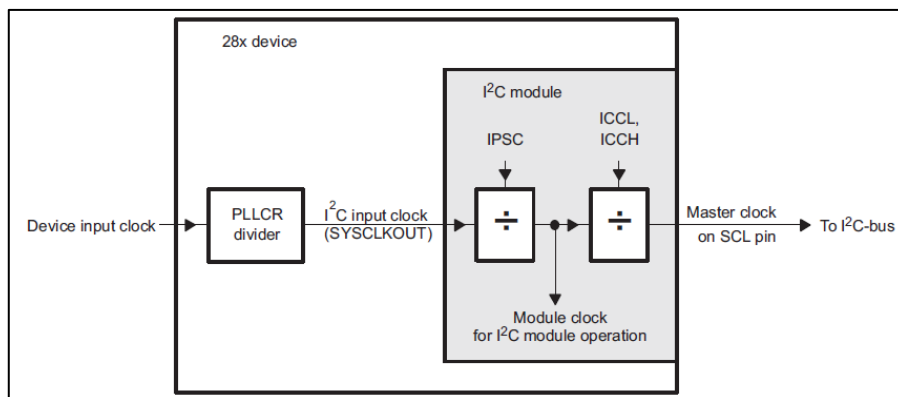 28x device
I²C module
IPSC
ICCL,
ICCH
Device input clock
PLLCR
divider
I²C input clock
(SYSCLKOUT)
÷
÷
Master clock
on SCL pin
To I²C-bus
Module clock
for I²C module operation